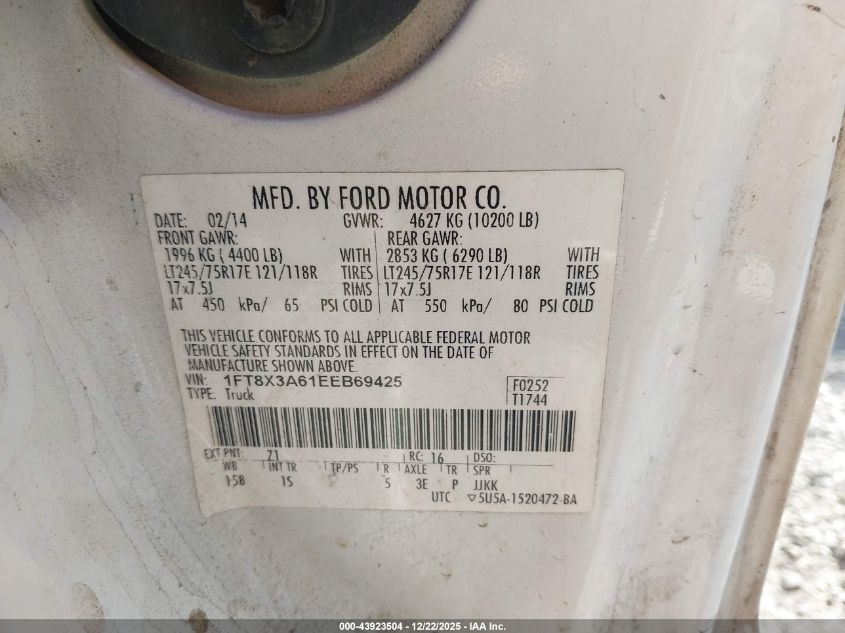 MFD. BY FORD MOTOR CO.
DATE: 02/14 GVWR: 4627 KG (10200 LB)
FRONT GAWR: REAR GAWR:
1996 KG ( 4400 LB) WITH 2853 KG ( 6290 LB) WITH
LT245/75R17E 121/118R TIRES LT245/75R17E 121/118R TIRES
17x7.5J RIMS 17x7.5J RIMS
AT 450 kPa/ 65 PSI COLD AT 550 kPa/ 80 PSI COLD
THIS VEHICLE CONFORMS TO ALL APPLICABLE FEDERAL MOTOR
VEHICLE SAFETY STANDARDS IN EFFECT ON THE DATE OF
MANUFACTURE SHOWN ABOVE.
VIN: 1FT8X3A61EEB69425 F0252
TYPE: Truck T1744
EXT PNT: Z1 RC: 16 DSO:
WB INT TR TP/PS R AXLE TR SPR
158 1S 5 3E P JJKK
UTC ▽5U5A-1520472-BA
000-43923504 - 12/22/2025 - IAA Inc.